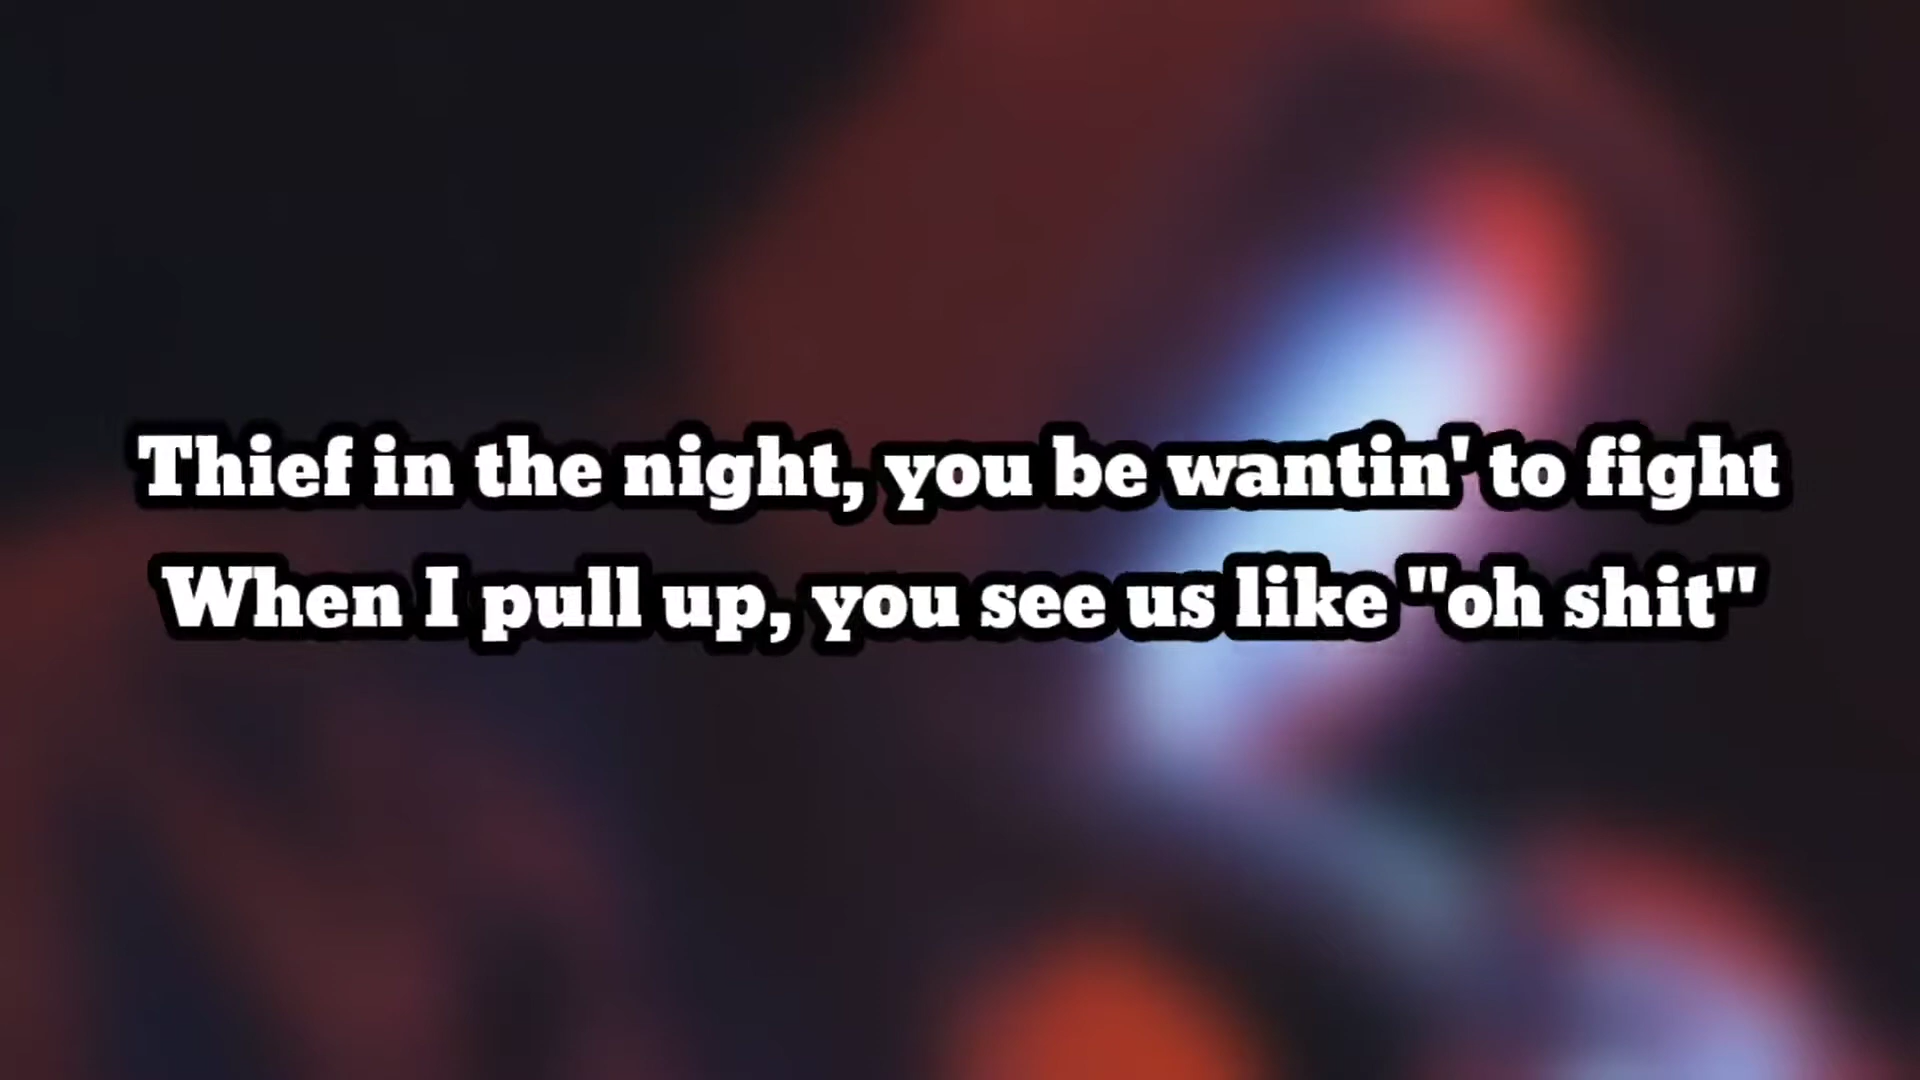 Thief in the night, you be wantin' to fight
When I pull up, you see us like "oh shit"